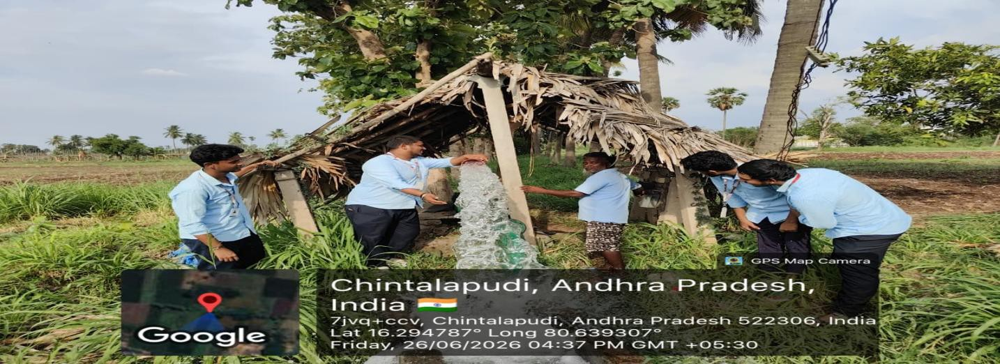 GPS Map Camera
Chintalapudi, Andhra Pradesh,
India
7jvq+ccv, Chintalapudi, Andhra Pradesh 522306, India
Lat 16.294787° Long 80.639307°
Friday, 26/06/2026 04:37 PM GMT +05:30
Google